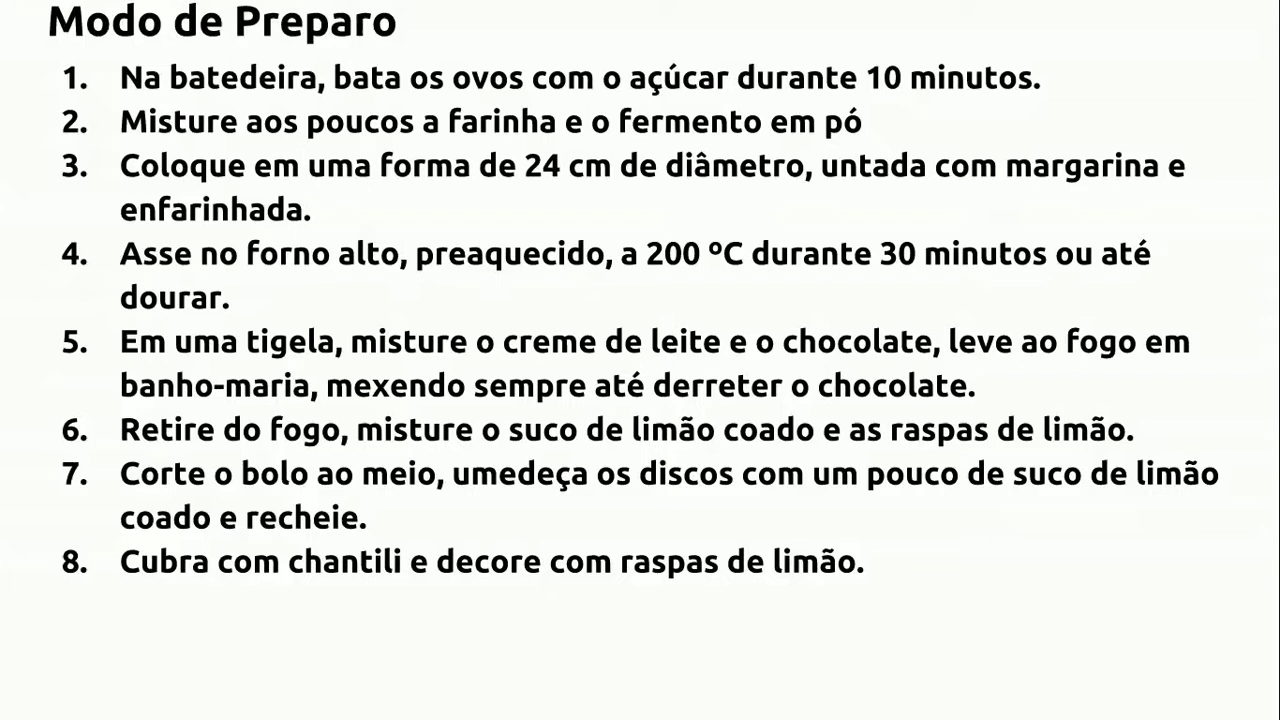 Modo de Preparo
1. Na batedeira, bata os ovos com o açúcar durante 10 minutos.
2. Misture aos poucos a farinha e o fermento em pó
3. Coloque em uma forma de 24 cm de diâmetro, untada com margarina e
enfarinhada.
4. Asse no forno alto, preaquecido, a 200 ºC durante 30 minutos ou até
dourar.
5. Em uma tigela, misture o creme de leite e o chocolate, leve ao fogo em
banho-maria, mexendo sempre até derreter o chocolate.
6. Retire do fogo, misture o suco de limão coado e as raspas de limão.
7. Corte o bolo ao meio, umedeça os discos com um pouco de suco de limão
coado e recheie.
8. Cubra com chantili e decore com raspas de limão.